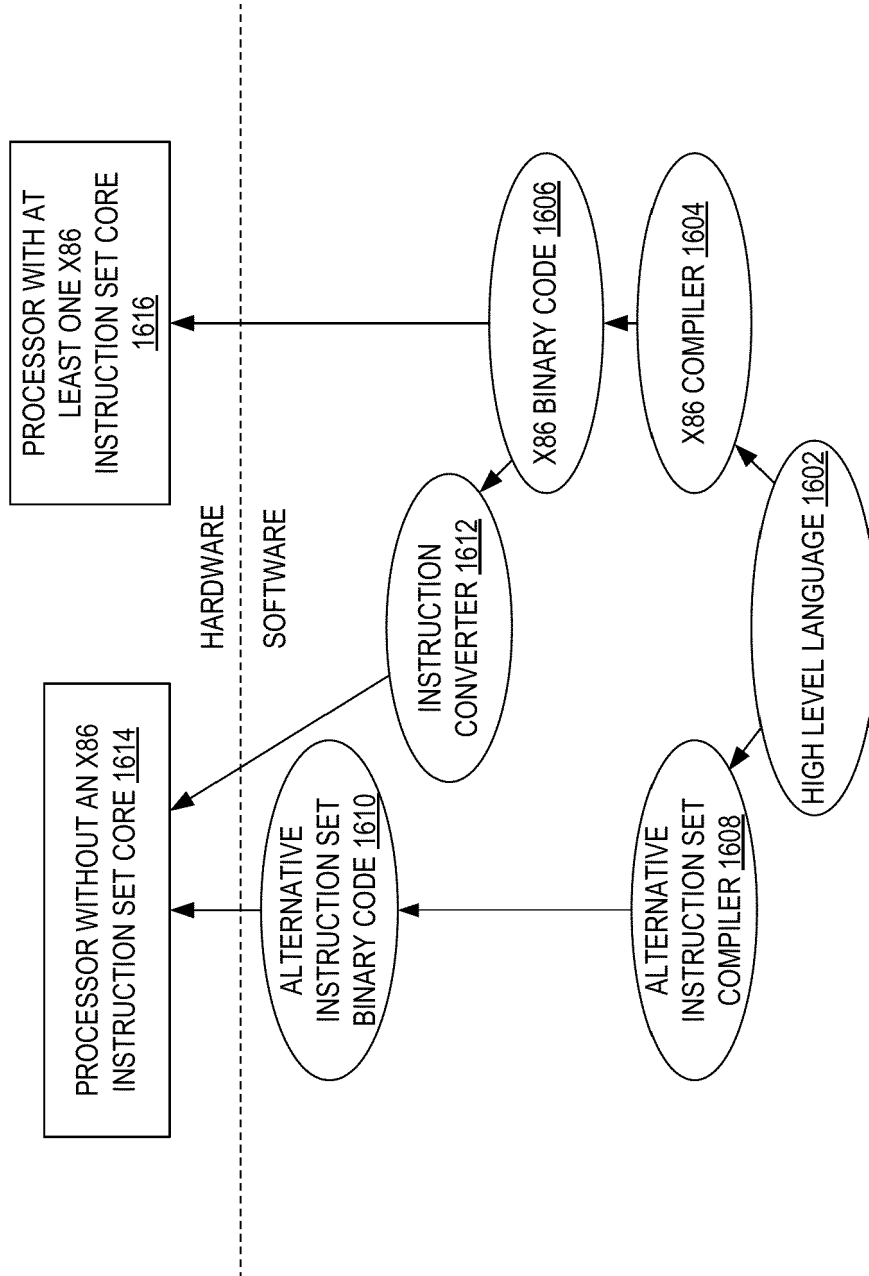 PROCESSOR WITHOUT AN X86
INSTRUCTION SET CORE 1614
PROCESSOR WITH AT
LEAST ONE X86
INSTRUCTION SET CORE
1616
HARDWARE
SOFTWARE
ALTERNATIVE
INSTRUCTION SET
BINARY CODE 1610
INSTRUCTION
CONVERTER 1612
X86 BINARY CODE 1606
ALTERNATIVE
INSTRUCTION SET
COMPILER 1608
X86 COMPILER 1604
HIGH LEVEL LANGUAGE 1602